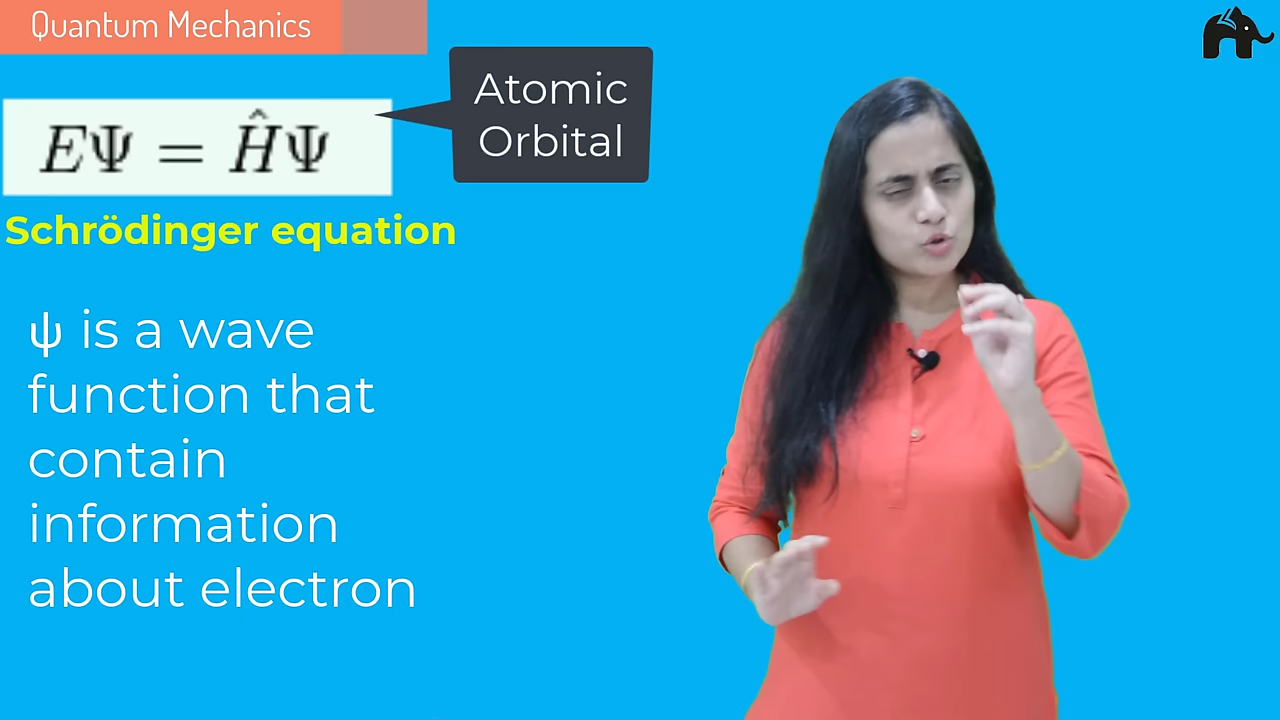 Quantum Mechanics
Atomic
Orbital
EΨ = ĤΨ
Schrödinger equation
ψ is a wave
function that
contain
information
about electron